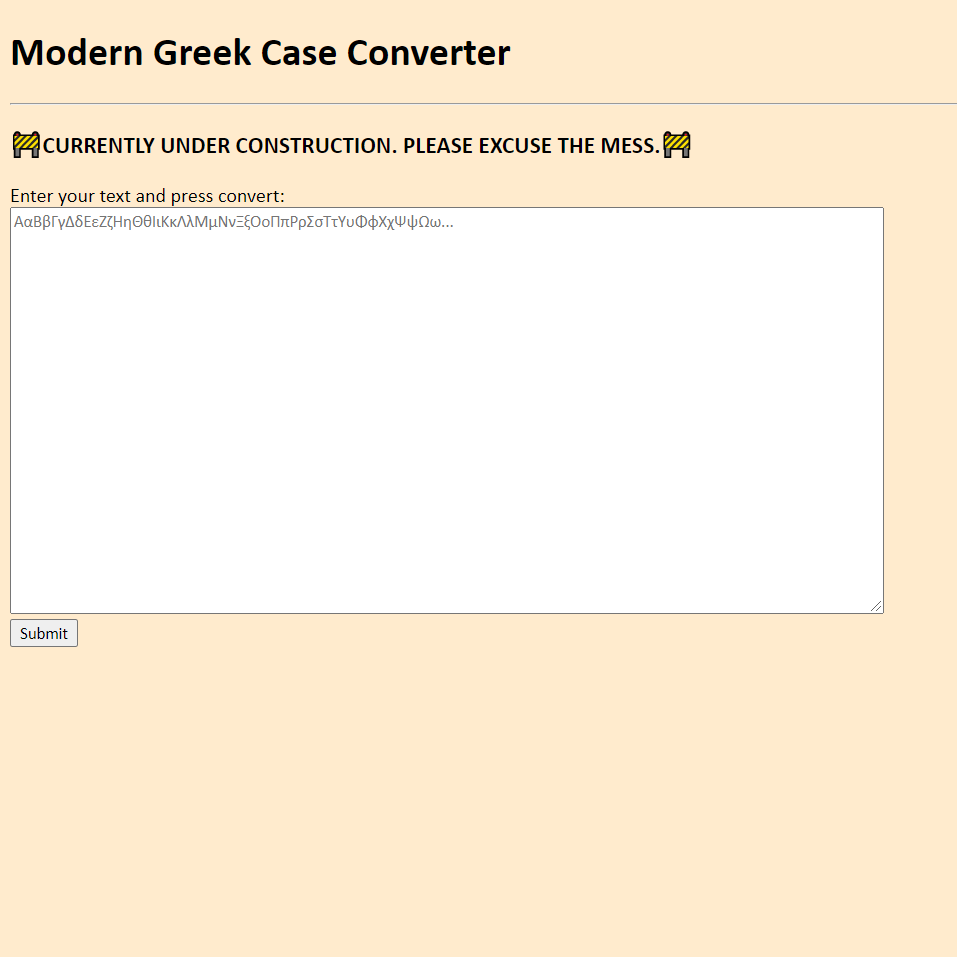 Modern Greek Case Converter
🚧CURRENTLY UNDER CONSTRUCTION. PLEASE EXCUSE THE MESS.🚧
Enter your text and press convert:
ΑαΒβΓγΔδΕεΖζΗηΘθΙιΚκΛλΜμΝνΞξΟοΠπΡρΣσΤτΥυΦφΧχΨψΩω...
Submit